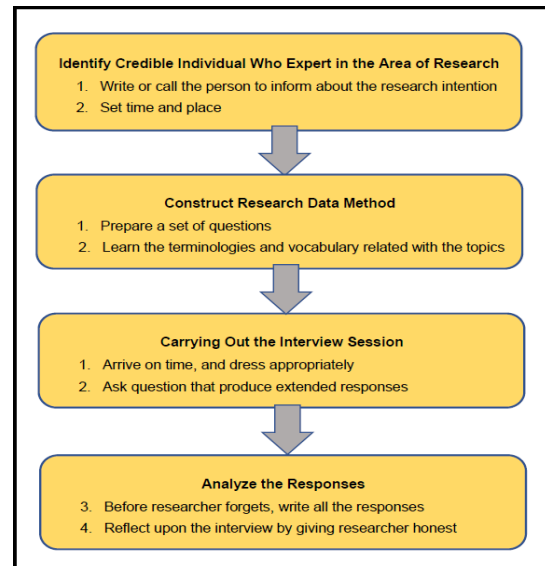 Identify Credible Individual Who Expert in the Area of Research
1. Write or call the person to inform about the research intention
2. Set time and place
Construct Research Data Method
1. Prepare a set of questions
2. Learn the terminologies and vocabulary related with the topics
Carrying Out the Interview Session
1. Arrive on time, and dress appropriately
2. Ask question that produce extended responses
Analyze the Responses
3. Before researcher forgets, write all the responses
4. Reflect upon the interview by giving researcher honest